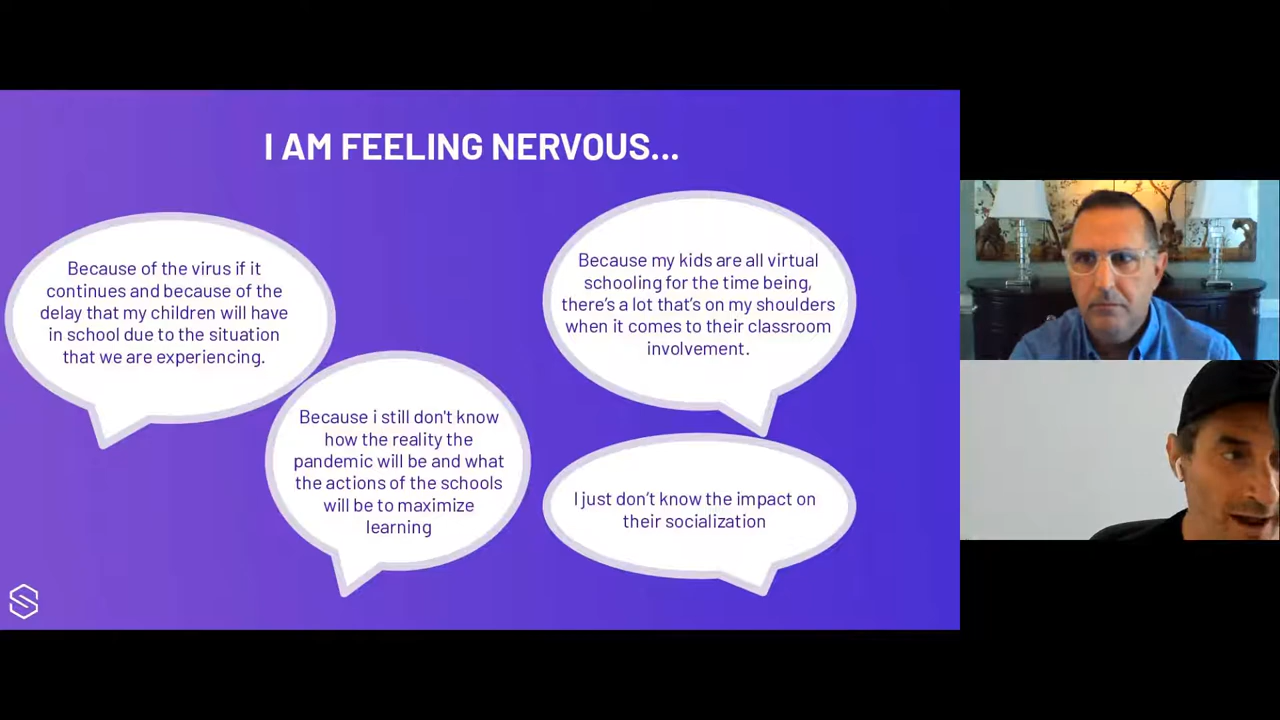 I AM FEELING NERVOUS...
Because of the virus if it
continues and because of the
delay that my children will have
in school due to the situation
that we are experiencing.
Because i still don't know
how the reality the
pandemic will be and what
the actions of the schools
will be to maximize
learning
Because my kids are all virtual
schooling for the time being,
there's a lot that's on my shoulders
when it comes to their classroom
involvement.
I just don't know the impact on
their socialization